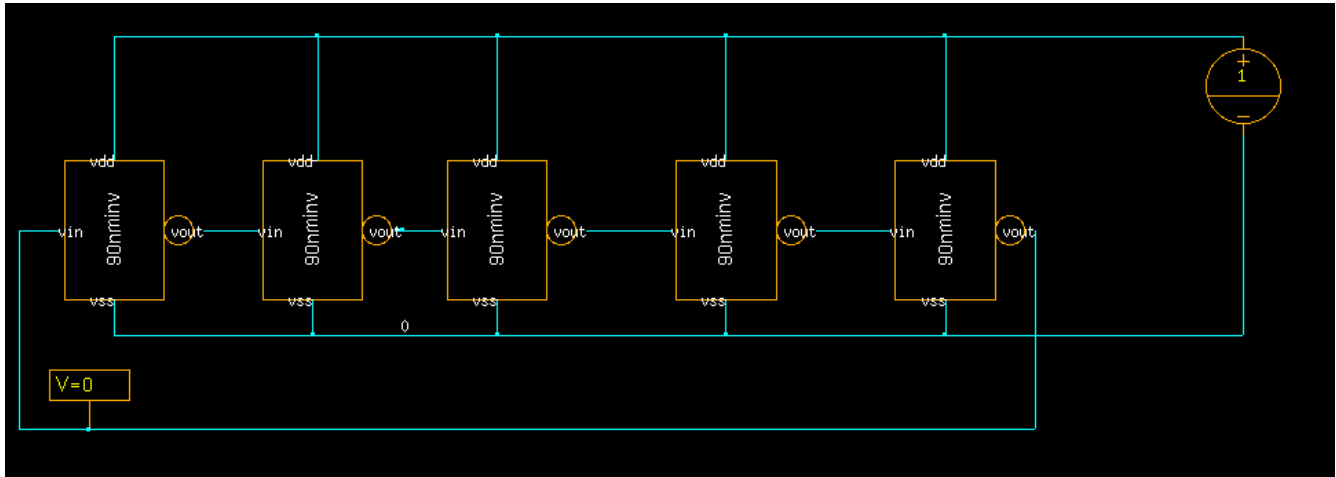 +
1
−
vdd vdd vdd vdd vdd
90nminv 90nminv 90nminv 90nminv 90nminv
vin vout vin vout vin vout vin vout vin vout
vss vss vss vss vss
0
V=0